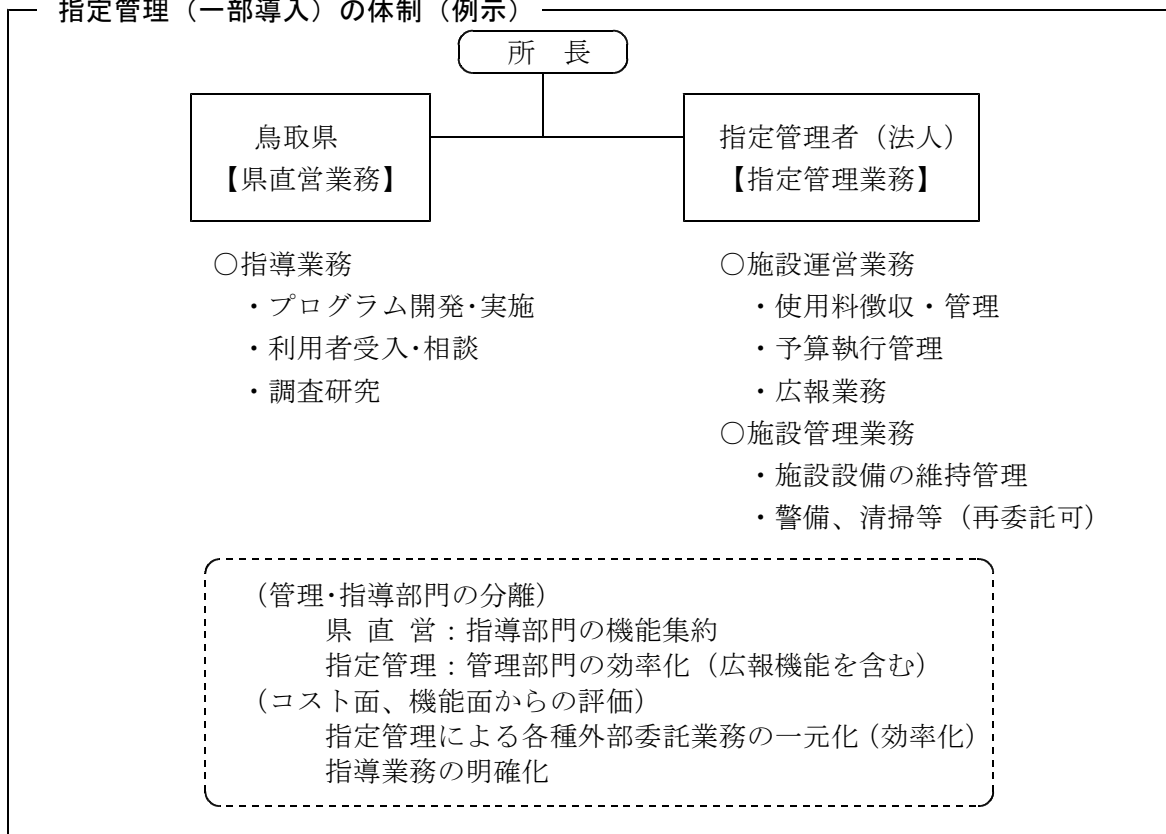 指定管理（一部導入）の体制（例示）
所　長
鳥取県
【県直営業務】
指定管理者（法人）
【指定管理業務】
○指導業務
・プログラム開発･実施
・利用者受入･相談
・調査研究
○施設運営業務
・使用料徴収・管理
・予算執行管理
・広報業務
○施設管理業務
・施設設備の維持管理
・警備、清掃等（再委託可）
（管理･指導部門の分離）
県 直 営：指導部門の機能集約
指定管理：管理部門の効率化（広報機能を含む）
（コスト面、機能面からの評価）
指定管理による各種外部委託業務の一元化（効率化）
指導業務の明確化